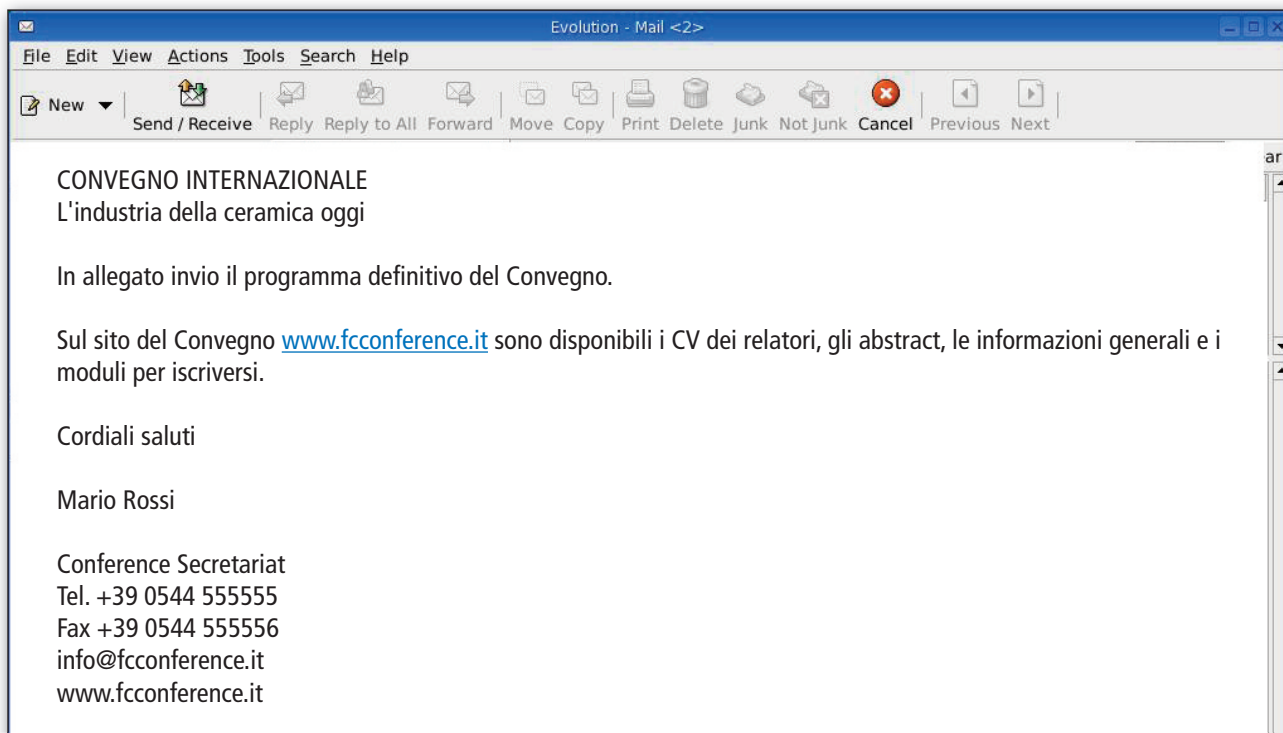 Evolution - Mail <2>
File Edit View Actions Tools Search Help
New Send / Receive Reply Reply to All Forward Move Copy Print Delete Junk Not Junk Cancel Previous Next
CONVEGNO INTERNAZIONALE
L'industria della ceramica oggi
In allegato invio il programma definitivo del Convegno.
Sul sito del Convegno www.fcconference.it sono disponibili i CV dei relatori, gli abstract, le informazioni generali e i
moduli per iscriversi.
Cordiali saluti
Mario Rossi
Conference Secretariat
Tel. +39 0544 555555
Fax +39 0544 555556
info@fcconference.it
www.fcconference.it